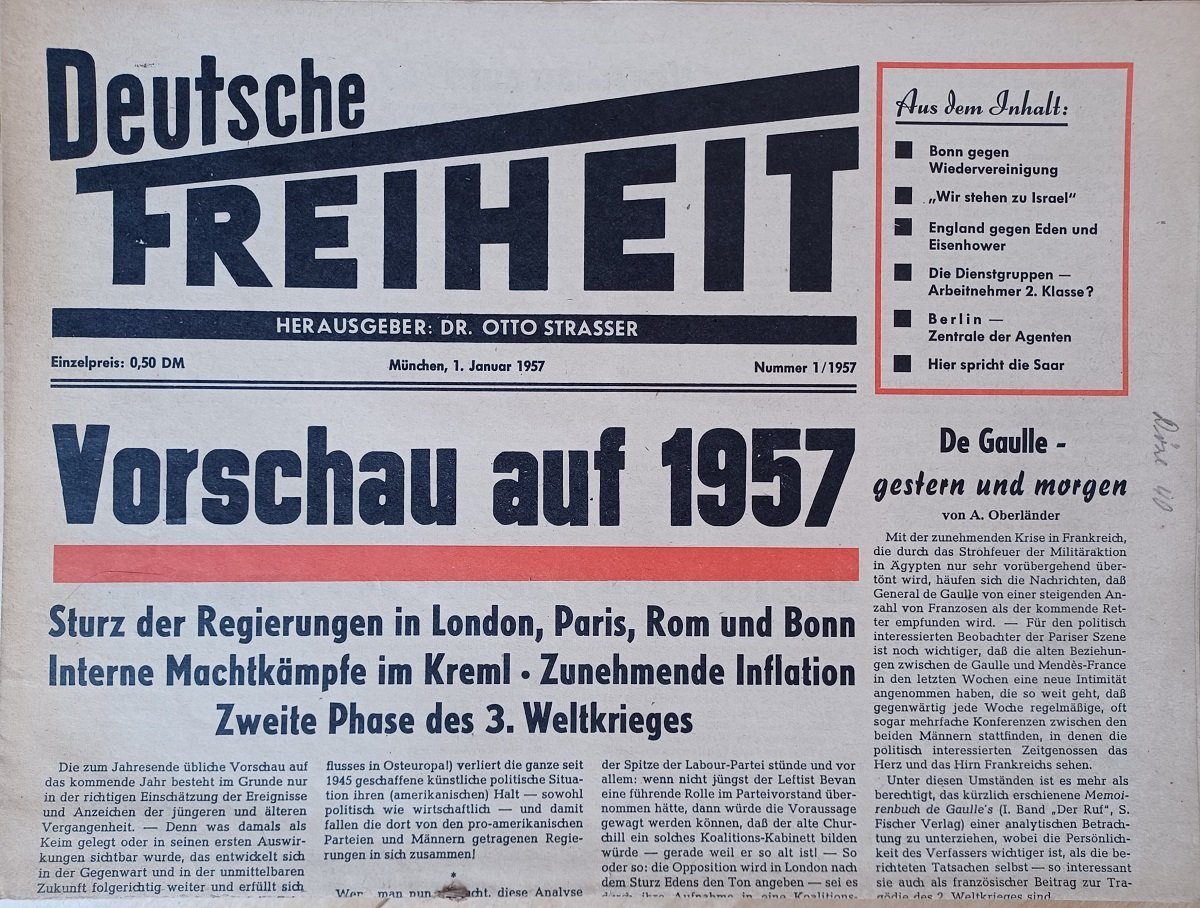 Deutsche
FREIHEIT
HERAUSGEBER: DR. OTTO STRASSER
Einzelpreis: 0,50 DM
München, 1. Januar 1957
Nummer 1/1957
Aus dem Inhalt:
Bonn gegen
Wiedervereinigung
„Wir stehen zu Israel“
England gegen Eden und
Eisenhower
Die Dienstgruppen —
Arbeitnehmer 2. Klasse?
Berlin —
Zentrale der Agenten
Hier spricht die Saar
Vorschau auf 1957
Sturz der Regierungen in London, Paris, Rom und Bonn
Interne Machtkämpfe im Kreml • Zunehmende Inflation
Zweite Phase des 3. Weltkrieges
Die zum Jahresende übliche Vorschau auf
das kommende Jahr besteht im Grunde nur
in der richtigen Einschätzung der Ereignisse
und Anzeichen der jüngeren und älteren
Vergangenheit. — Denn was damals als
Keim gelegt oder in seinen ersten Auswir-
kungen sichtbar wurde, das entwickelt sich
in der Gegenwart und in der unmittelbaren
Zukunft folgerichtig weiter und erfüllt sich
flusses in Osteuropa!) verliert die ganze seit
1945 geschaffene künstliche politische Situa-
tion ihren (amerikanischen) Halt — sowohl
politisch wie wirtschaftlich — und damit
fallen die dort von den pro-amerikanischen
Parteien und Männern getragenen Regie-
rungen in sich zusammen!
*
Wer man nun diese Analyse
der Spitze der Labour-Partei stünde und vor
allem: wenn nicht jüngst der Leftist Bevan
eine führende Rolle im Parteivorstand über-
nommen hätte, dann würde die Voraussage
gewagt werden können, daß der alte Chur-
chill ein solches Koalitions-Kabinett bilden
würde — gerade weil er so alt ist! — So
oder so: die Opposition wird in London nach
dem Sturz Edens den Ton angeben — sei es
durch ihre Aufnahme in eine Koalitions-
De Gaulle -
gestern und morgen
von A. Oberländer
Mit der zunehmenden Krise in Frankreich,
die durch das Strohfeuer der Militäraktion
in Ägypten nur sehr vorübergehend über-
tönt wird, häufen sich die Nachrichten, daß
General de Gaulle von einer steigenden An-
zahl von Franzosen als der kommende Ret-
ter empfunden wird. — Für den politisch
interessierten Beobachter der Pariser Szene
ist noch wichtiger, daß die alten Beziehun-
gen zwischen de Gaulle und Mendès-France
in den letzten Wochen eine neue Intimität
angenommen haben, die so weit geht, daß
gegenwärtig jede Woche regelmäßige, oft
sogar mehrfache Konferenzen zwischen den
beiden Männern stattfinden, in denen die
politisch interessierten Zeitgenossen das
Herz und das Hirn Frankreichs sehen.
Unter diesen Umständen ist es mehr als
berechtigt, das kürzlich erschienene Memoi-
renbuch de Gaulle's (I. Band „Der Ruf“, S.
Fischer Verlag) einer analytischen Betrach-
tung zu unterziehen, wobei die Persönlich-
keit des Verfassers wichtiger ist, als die be-
richteten Tatsachen selbst — so interessant
sie auch als französischer Beitrag zur Tra-
gödie des 2. Weltkrieges sind.